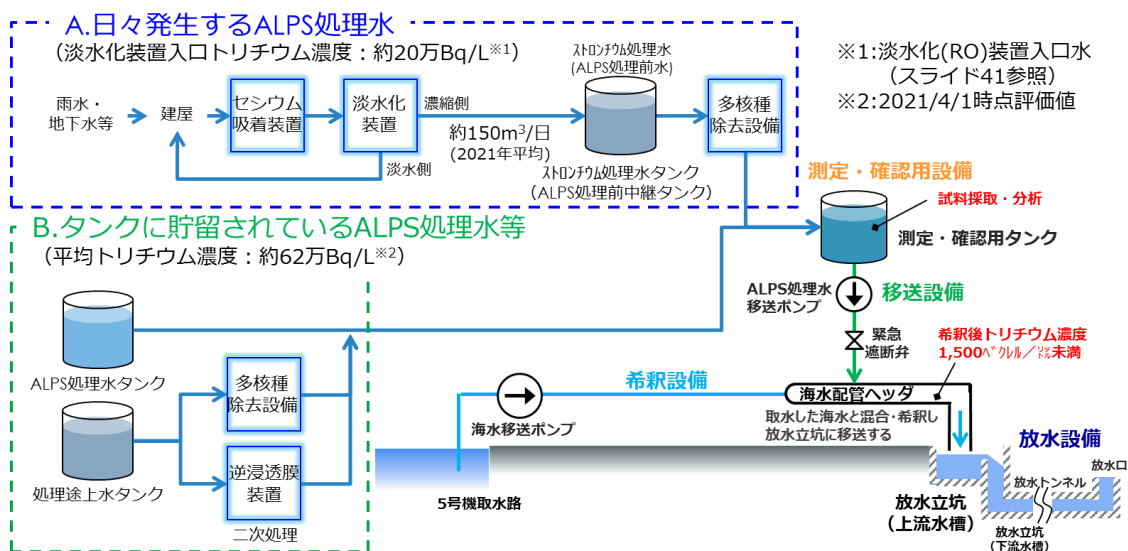 A.日々発生するALPS処理水
（淡水化装置入口トリチウム濃度：約20万Bq/L※1）
雨水・
地下水等
建屋
セシウム
吸着装置
淡水化
装置
濃縮側
約150m3/日
(2021年平均)
淡水側
ｽﾄﾛﾝﾁｳﾑ処理水
(ALPS処理前水)
ｽﾄﾛﾝﾁｳﾑ処理水タンク
(ALPS処理前中継タンク)
多核種
除去設備
※1:淡水化(RO)装置入口水
（スライド41参照）
※2:2021/4/1時点評価値
B.タンクに貯留されているALPS処理水等
（平均トリチウム濃度：約62万Bq/L※2）
ALPS処理水タンク
処理途上水タンク
多核種
除去設備
逆浸透膜
装置
二次処理
測定・確認用設備
試料採取・分析
測定・確認用タンク
ALPS処理水
移送ポンプ
移送設備
緊急
遮断弁
希釈後トリチウム濃度
1,500ﾍﾞｸﾚﾙ／㍑未満
希釈設備
海水移送ポンプ
海水配管ヘッダ
取水した海水と混合・希釈し
放水立坑に移送する
5号機取水路
放水設備
放水口
放水トンネル
放水立坑
（上流水槽）
放水立坑
（下流水槽）